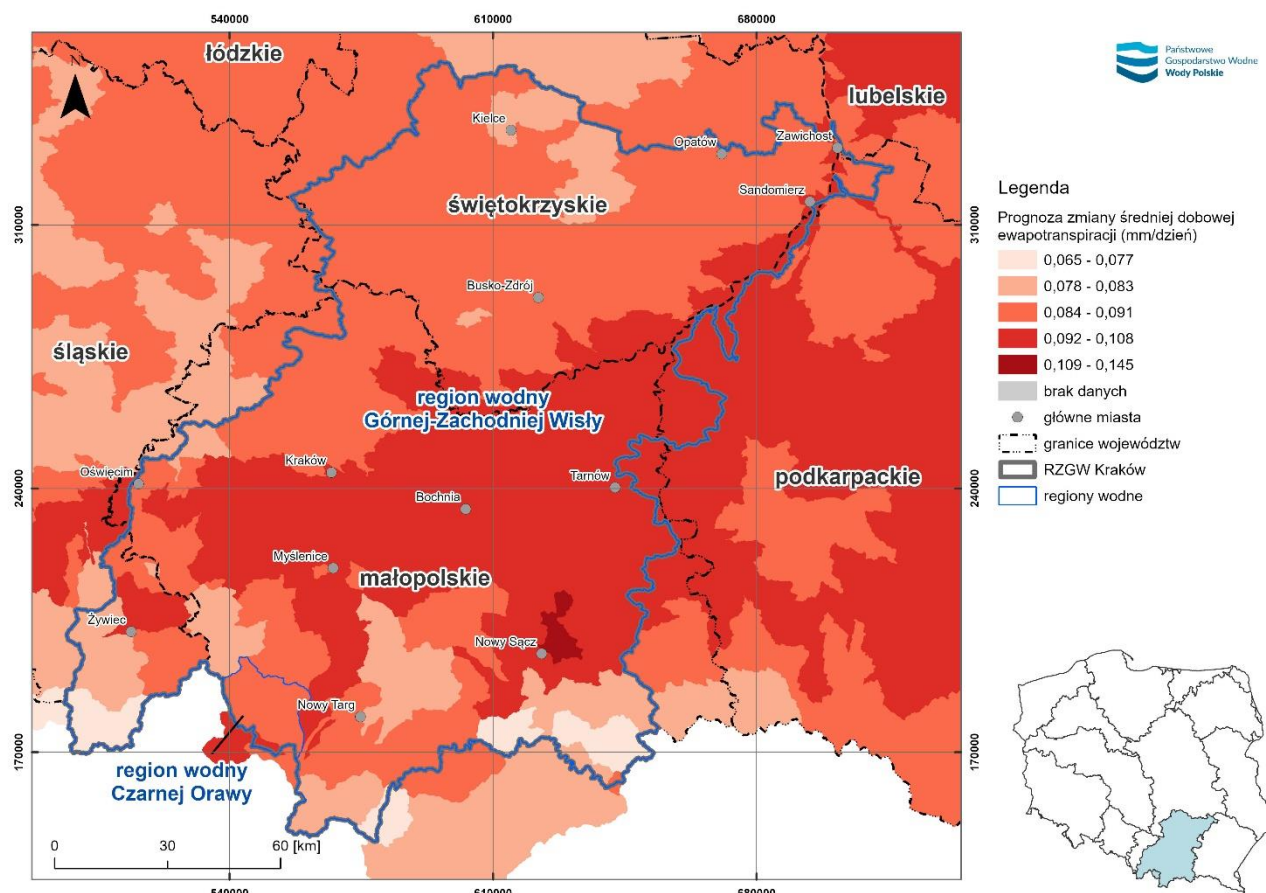 540000
610000
680000
łódzkie
N
Państwowe
Gospodarstwo Wodne
Wody Polskie
lubelskie
Kielce
Opatów
Zawichost
Sandomierz
świętokrzyskie
310000
310000
Busko-Zdrój
śląskie
region wodny
Górnej-Zachodniej Wisły
Oświęcim
Kraków
Bochnia
Tarnów
podkarpackie
240000
240000
Myślenice
małopolskie
Żywiec
Nowy Sącz
Nowy Targ
170000
170000
region wodny
Czarnej Orawy
0
30
60 [km]
540000
610000
680000
Legenda
Prognoza zmiany średniej dobowej
ewapotranspiracji (mm/dzień)
0,065 - 0,077
0,078 - 0,083
0,084 - 0,091
0,092 - 0,108
0,109 - 0,145
brak danych
główne miasta
granice województw
RZGW Kraków
regiony wodne